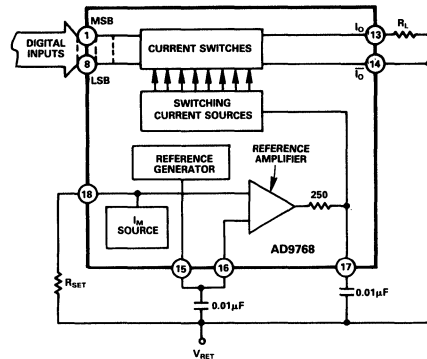 MSB
1
DIGITAL
INPUTS
8
LSB
CURRENT SWITCHES
I_O
13
R_L
14
I̅_O
SWITCHING
CURRENT SOURCES
REFERENCE
GENERATOR
REFERENCE
AMPLIFIER
250
18
I_M
SOURCE
AD9768
15
16
17
R_SET
0.01µF
0.01µF
V_RET